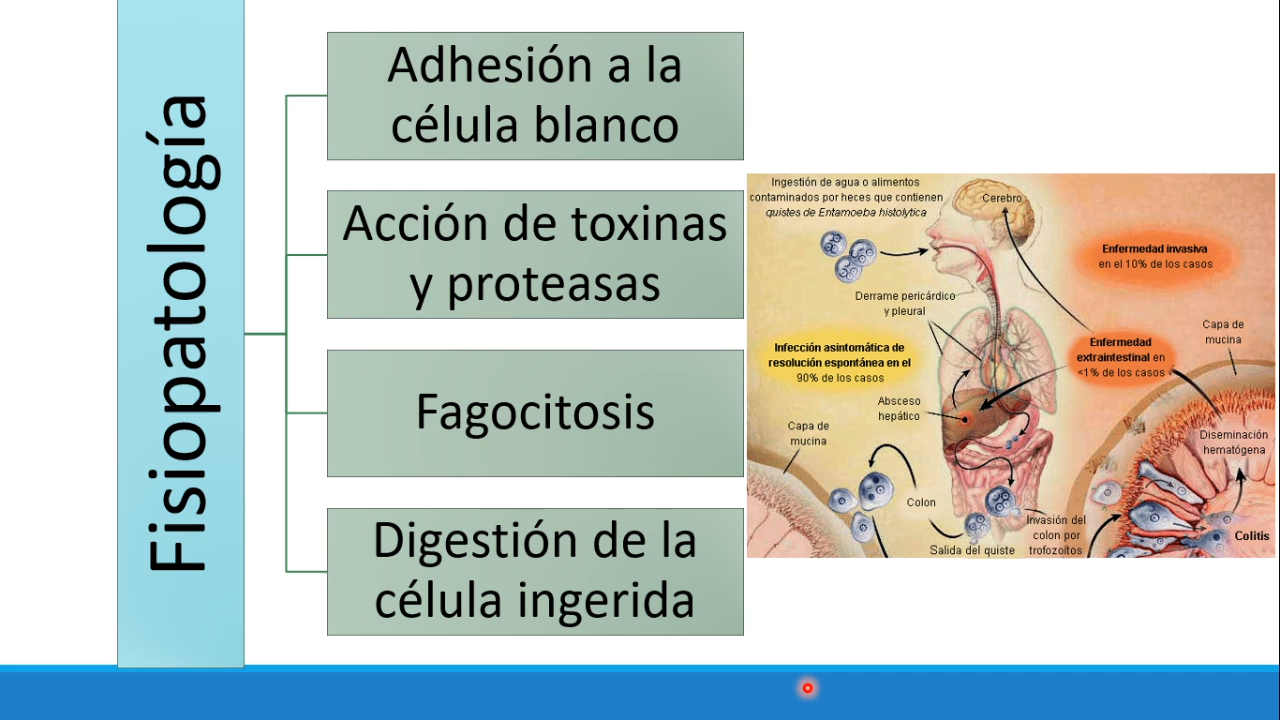 Fisiopatología
Adhesión a la
célula blanco
Acción de toxinas
y proteasas
Fagocitosis
Digestión de la
célula ingerida
Ingestión de agua o alimentos
contaminados por heces que contienen
quistes de Entamoeba histolytica
Cerebro
Enfermedad invasiva
en el 10% de los casos
Derrame pericárdico
y pleural
Capa de
mucina
Infección asintomática de
resolución espontánea en el
90% de los casos
Enfermedad
extraintestinal en
<1% de los casos
Absceso
hepático
Capa de
mucina
Diseminación
hematógena
Colon
Invasión del
colon por
trofozoítos
Salida del quiste
Colitis